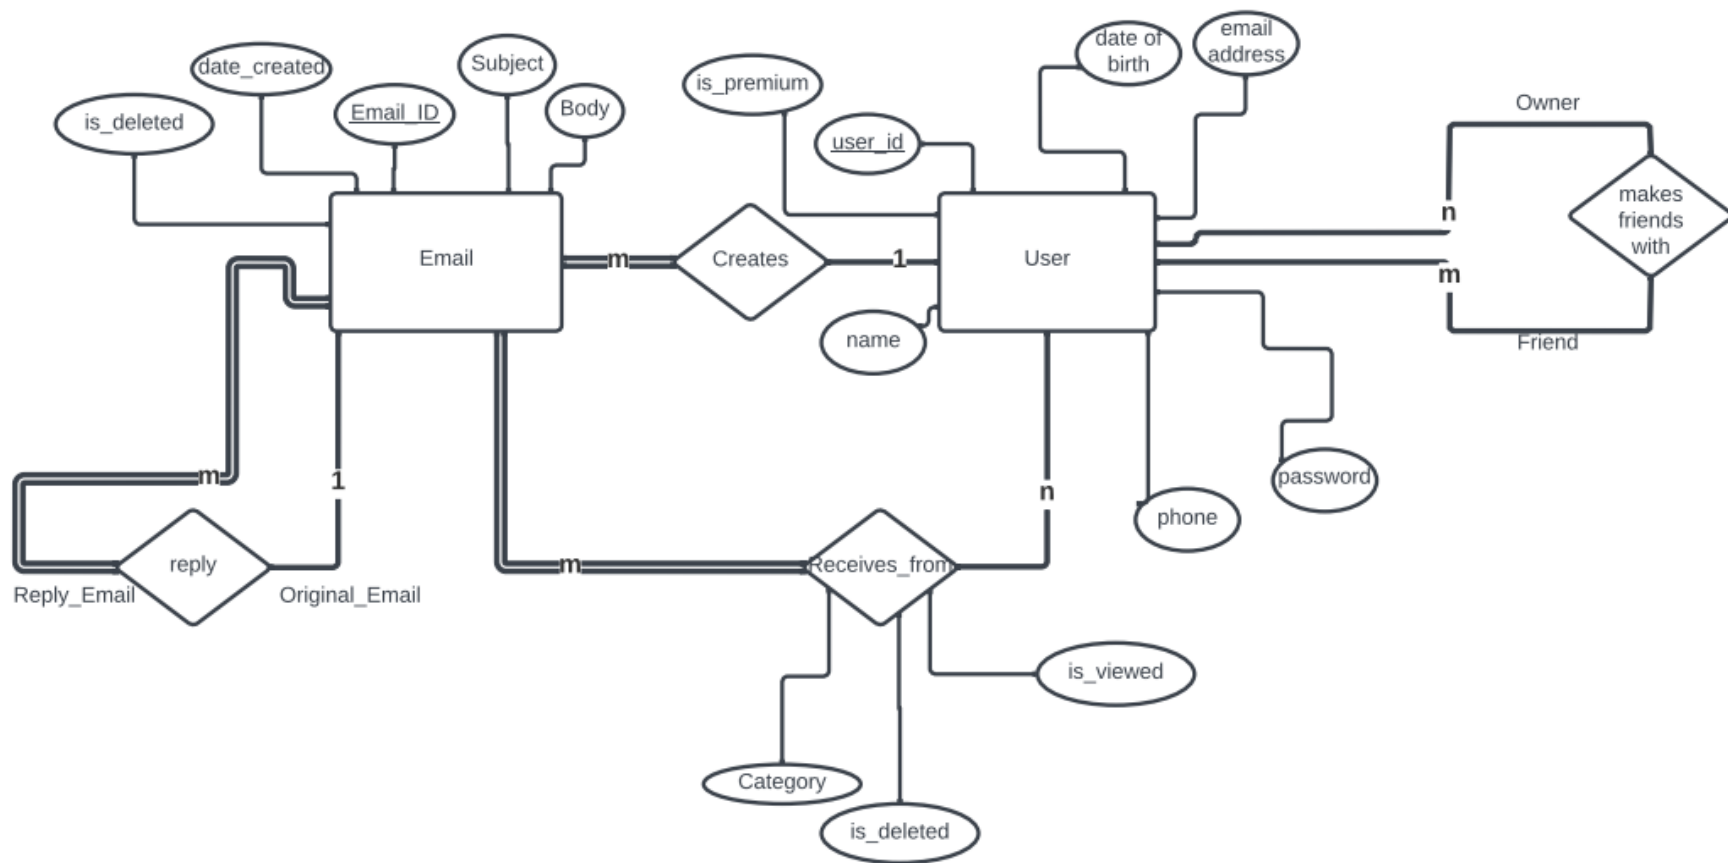 email
address
date of
birth
Subject
date_created
is_premium
Owner
Body
Email_ID
is_deleted
user_id
makes
friends
with
n
Email
m
Creates
1
User
m
name
Friend
m
1
n
password
phone
m
reply
Receives_from
Reply_Email
Original_Email
is_viewed
Category
is_deleted